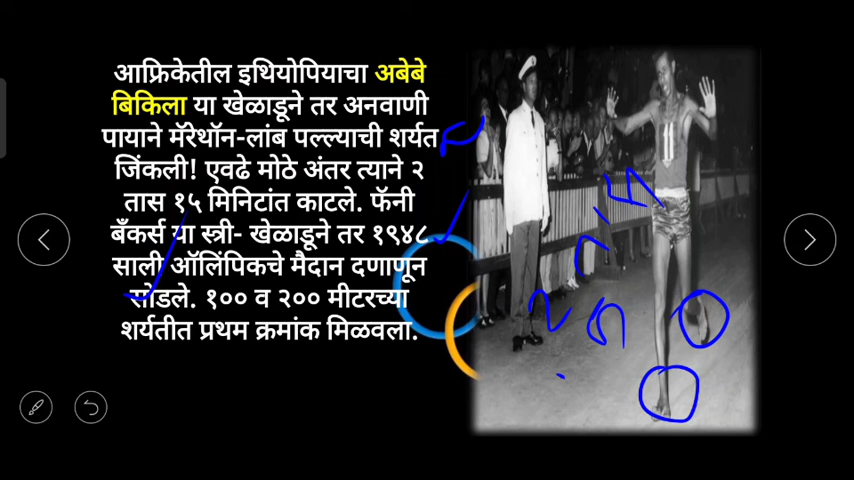 आफ्रिकेतील इथियोपियाचा अबेबे
बिकिला या खेळाडूने तर अनवाणी
पायाने मॅरेथॉन-लांब पल्ल्याची शर्यत
जिंकली! एवढे मोठे अंतर त्याने २
तास १५ मिनिटांत काटले. फॅनी
बँकर्स या स्त्री- खेळाडूने तर १९४८
साली ऑलिंपिकचे मैदान दणाणून
सोडले. १०० व २०० मीटरच्या
शर्यतीत प्रथम क्रमांक मिळवला.
11